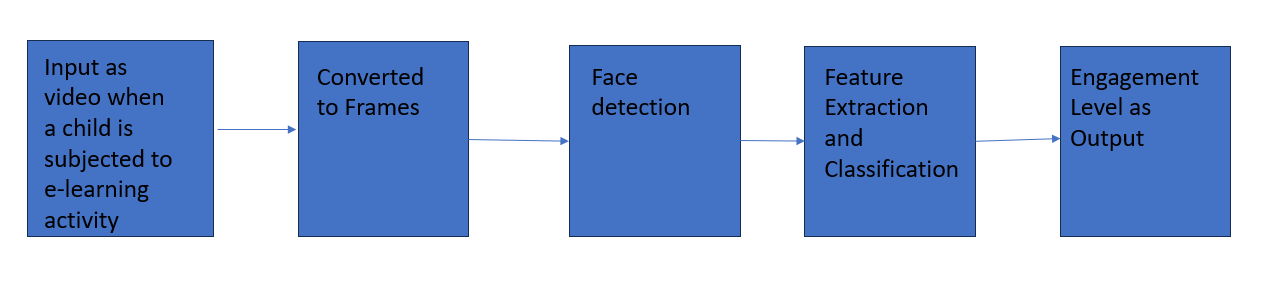 Input as
video when
a child is
subjected to
e-learning
activity
Converted
to Frames
Face
detection
Feature
Extraction
and
Classification
Engagement
Level as
Output